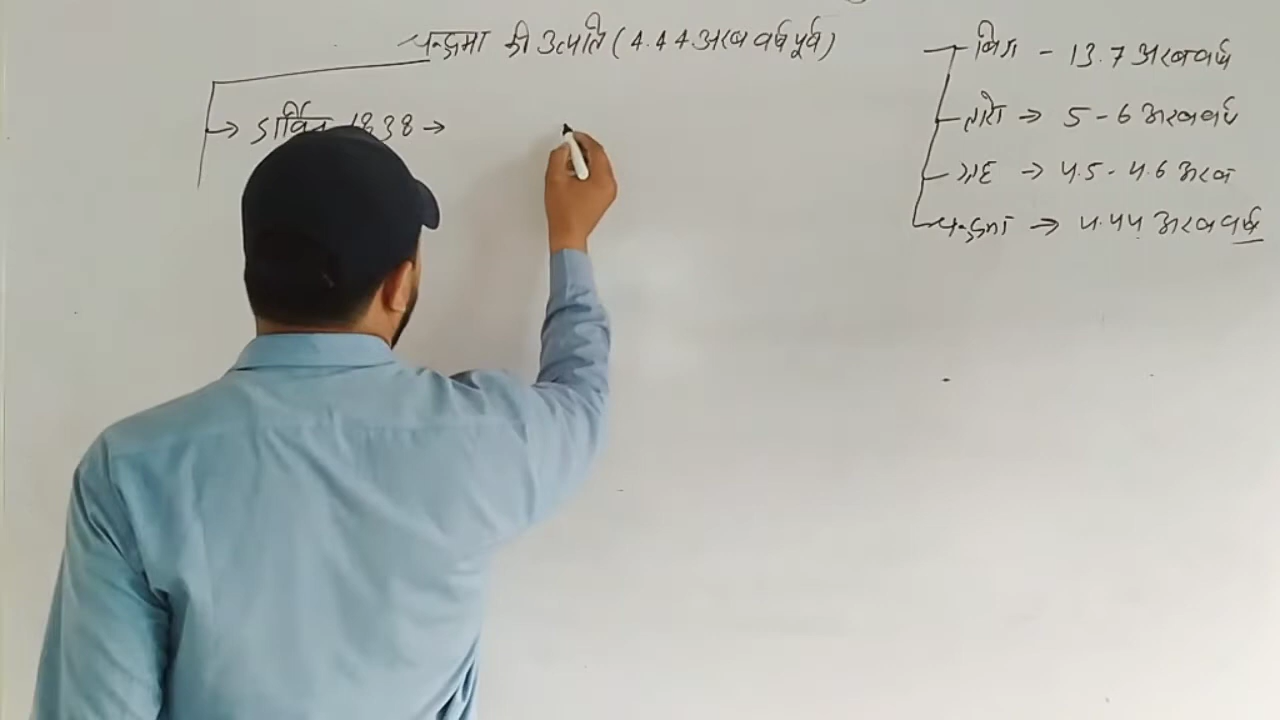 चन्द्रमा की उत्पति (4.44 अरब वर्ष पूर्व)
→ डार्विन 1838 →
- 13.7 अरब वर्ष
तारे → 5-6 अरब वर्ष
ग्रह → 4.5 - 4.6 अरब
चन्द्रमा → 4.44 अरब वर्ष